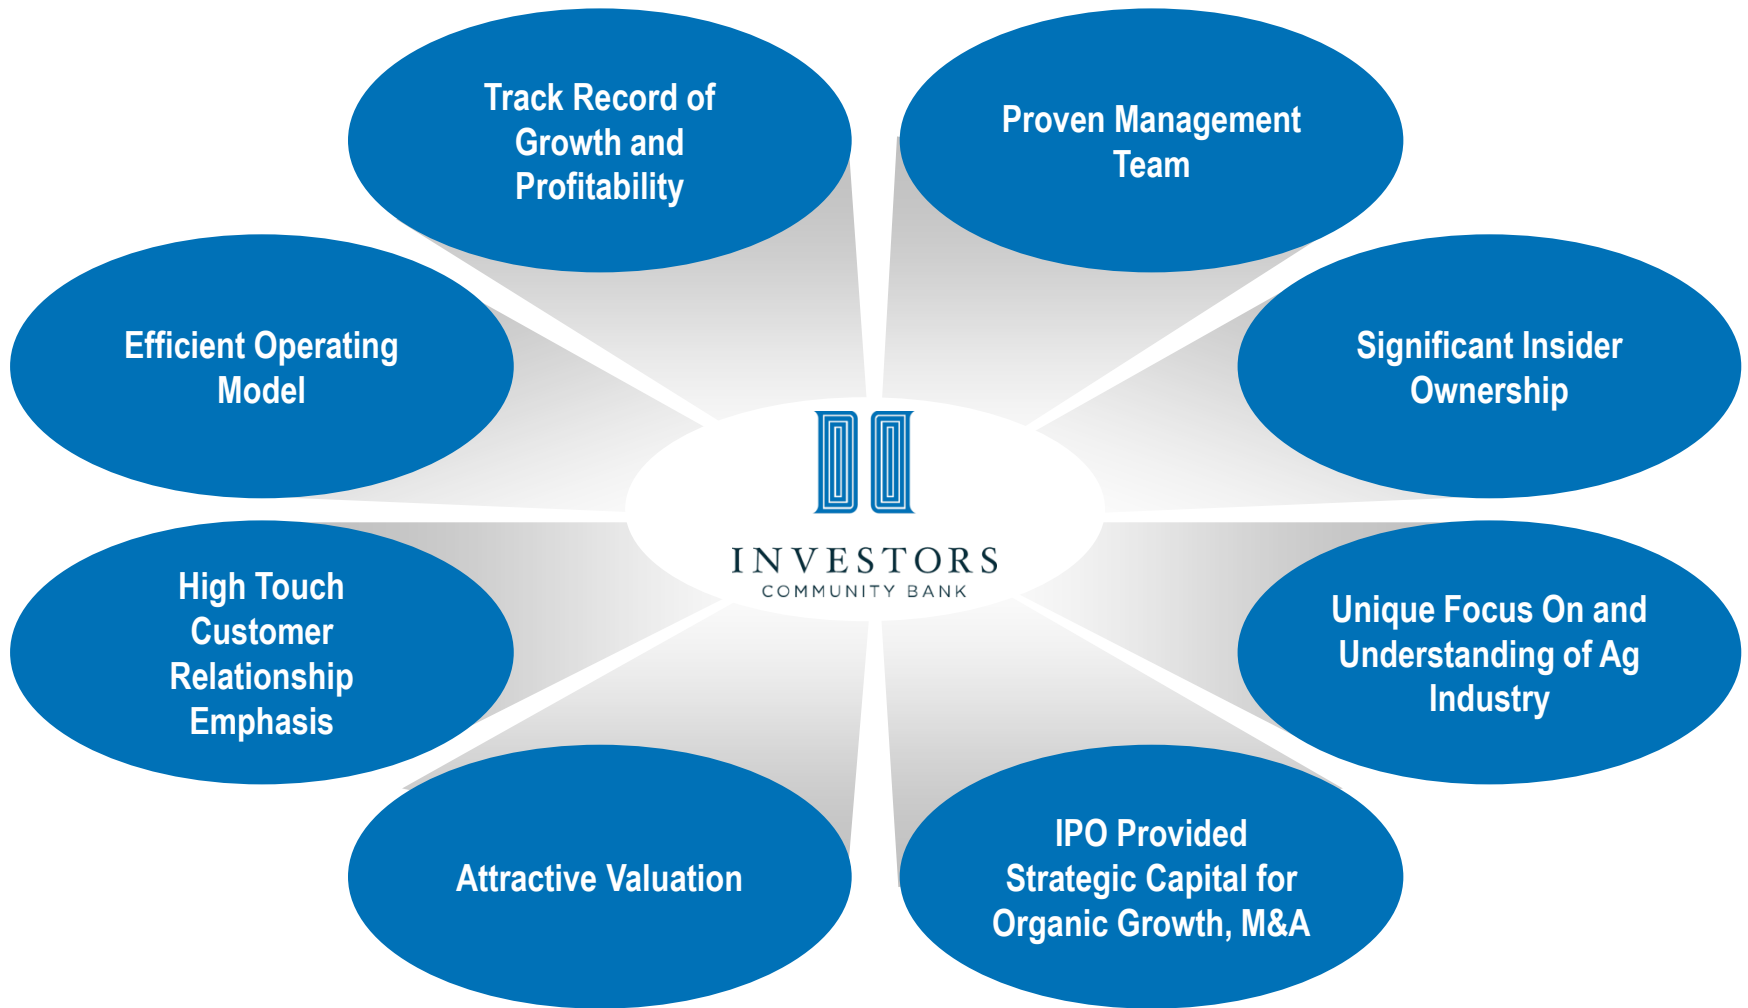 Track Record of
Growth and
Profitability
Proven Management
Team
Efficient Operating
Model
Significant Insider
Ownership
INVESTORS
COMMUNITY BANK
High Touch
Customer
Relationship
Emphasis
Unique Focus On and
Understanding of Ag
Industry
Attractive Valuation
IPO Provided
Strategic Capital for
Organic Growth, M&A